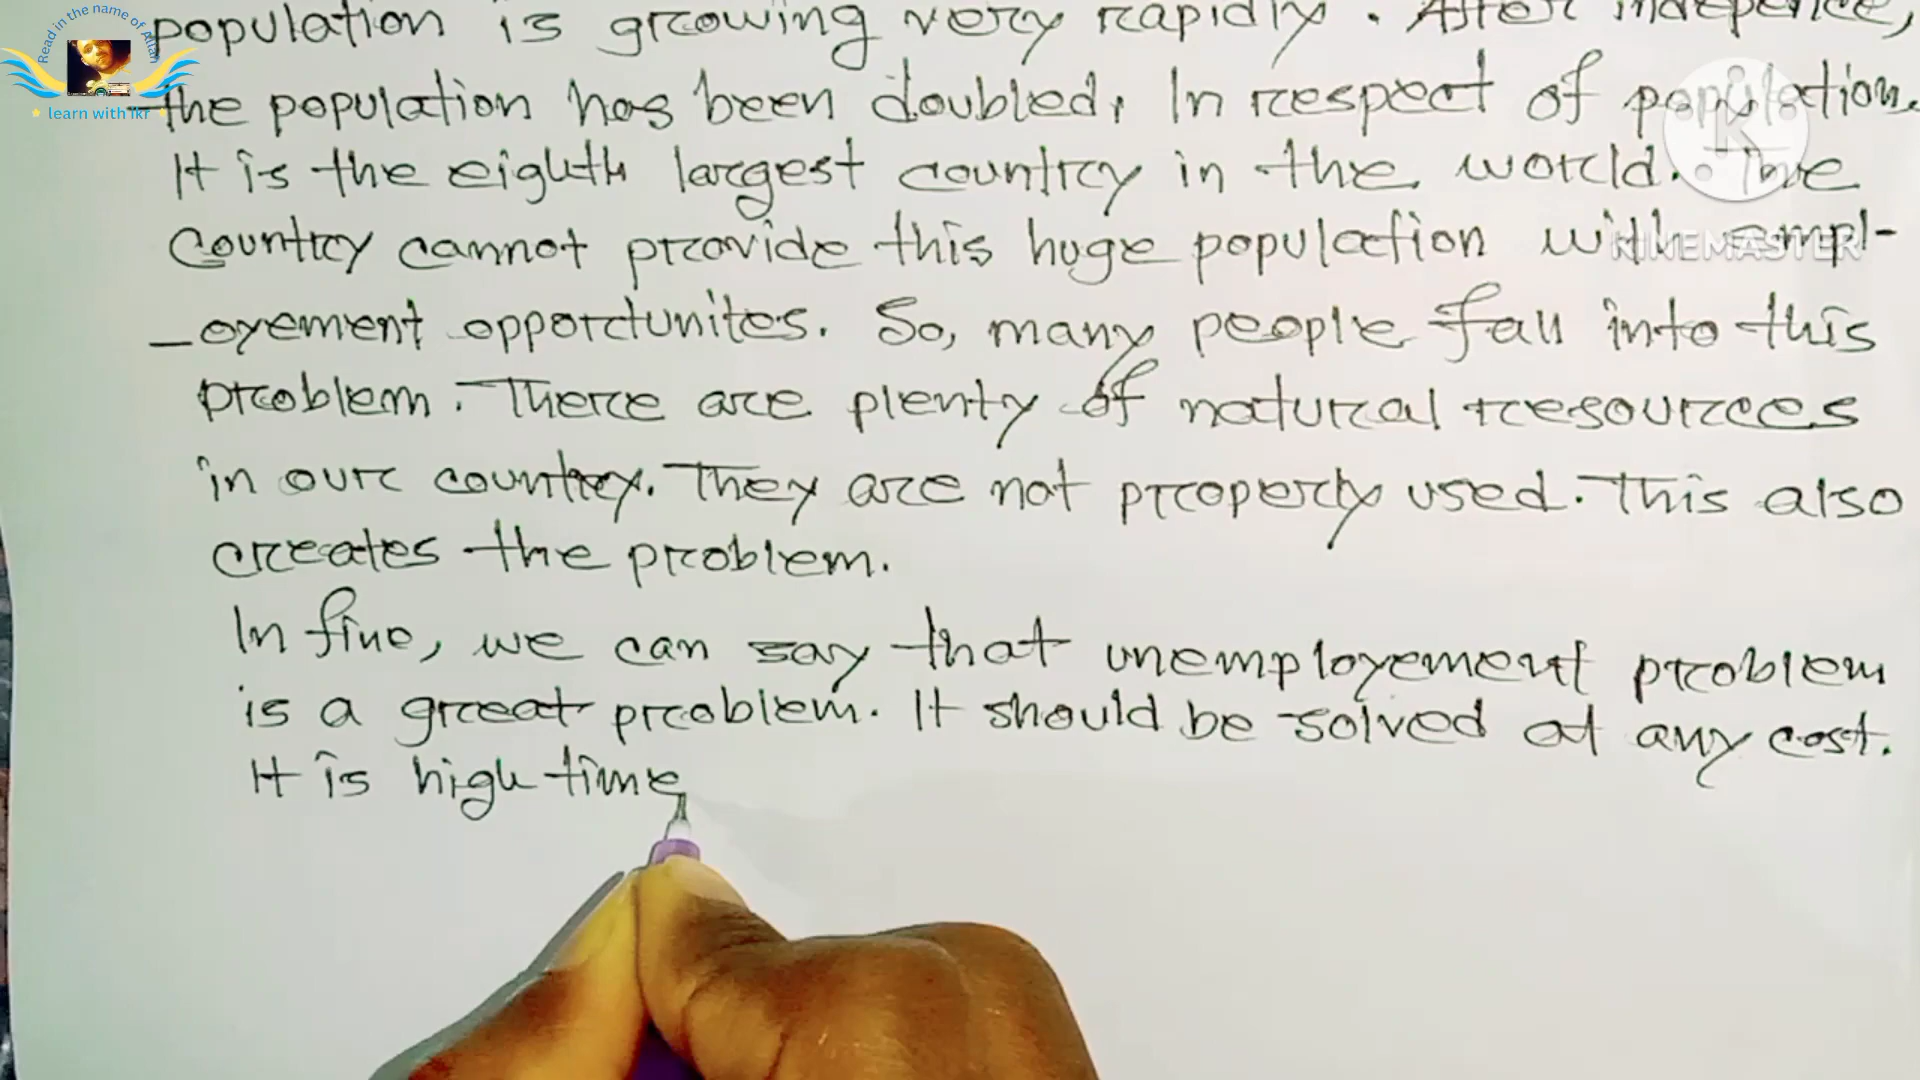 Read in the name of Allah
learn with ikr
population is growing very rapidly. After indepence,
the population has been doubled, In respect of population.
It is the eighth largest country in the world. The
KINEMASTER
Country cannot provide this huge population with empl-
-oyement opportunites. So, many people fall into this
problem. There are plenty of natural resources
in our country. They are not properly used. This also
creates the problem.
In fine, we can say that unemployement problem
is a great problem. It should be solved at any cost.
It is high time